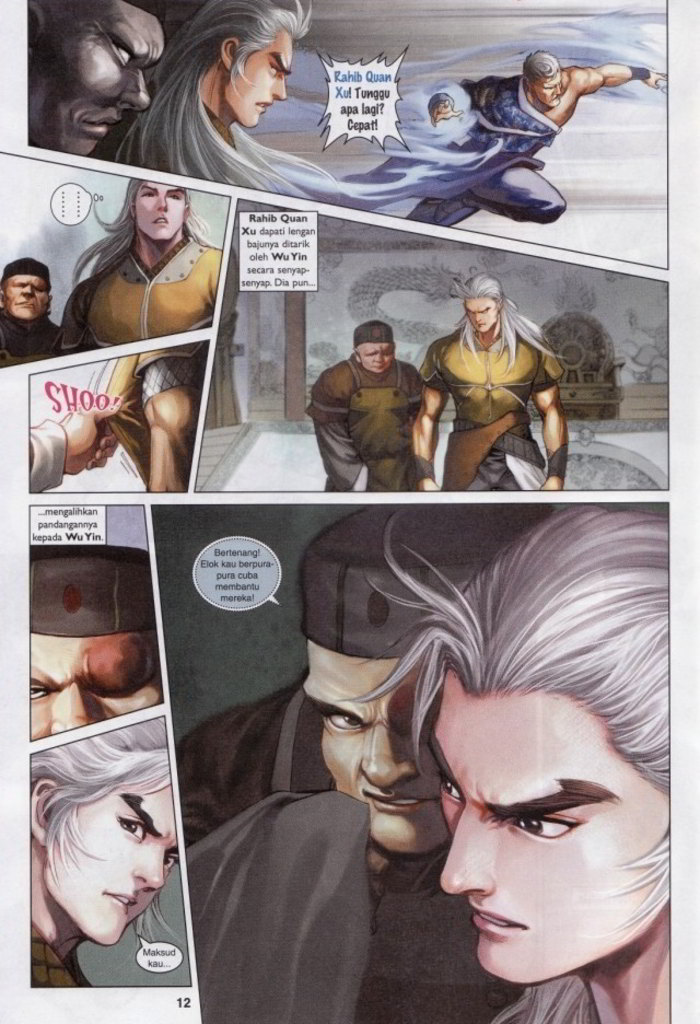 Rahib Quan
Xu! Tunggu
apa lagi?
Cepat!
Rahib Quan
Xu dapati lengan
bajunya ditarik
oleh Wu Yin
secara senyap-
senyap. Dia pun...
SHOO!
...mengalihkan
pandangannya
kepada Wu Yin.
Bertenang!
Elok kau berpura-
pura cuba
membantu
mereka!
Maksud
kau...
12